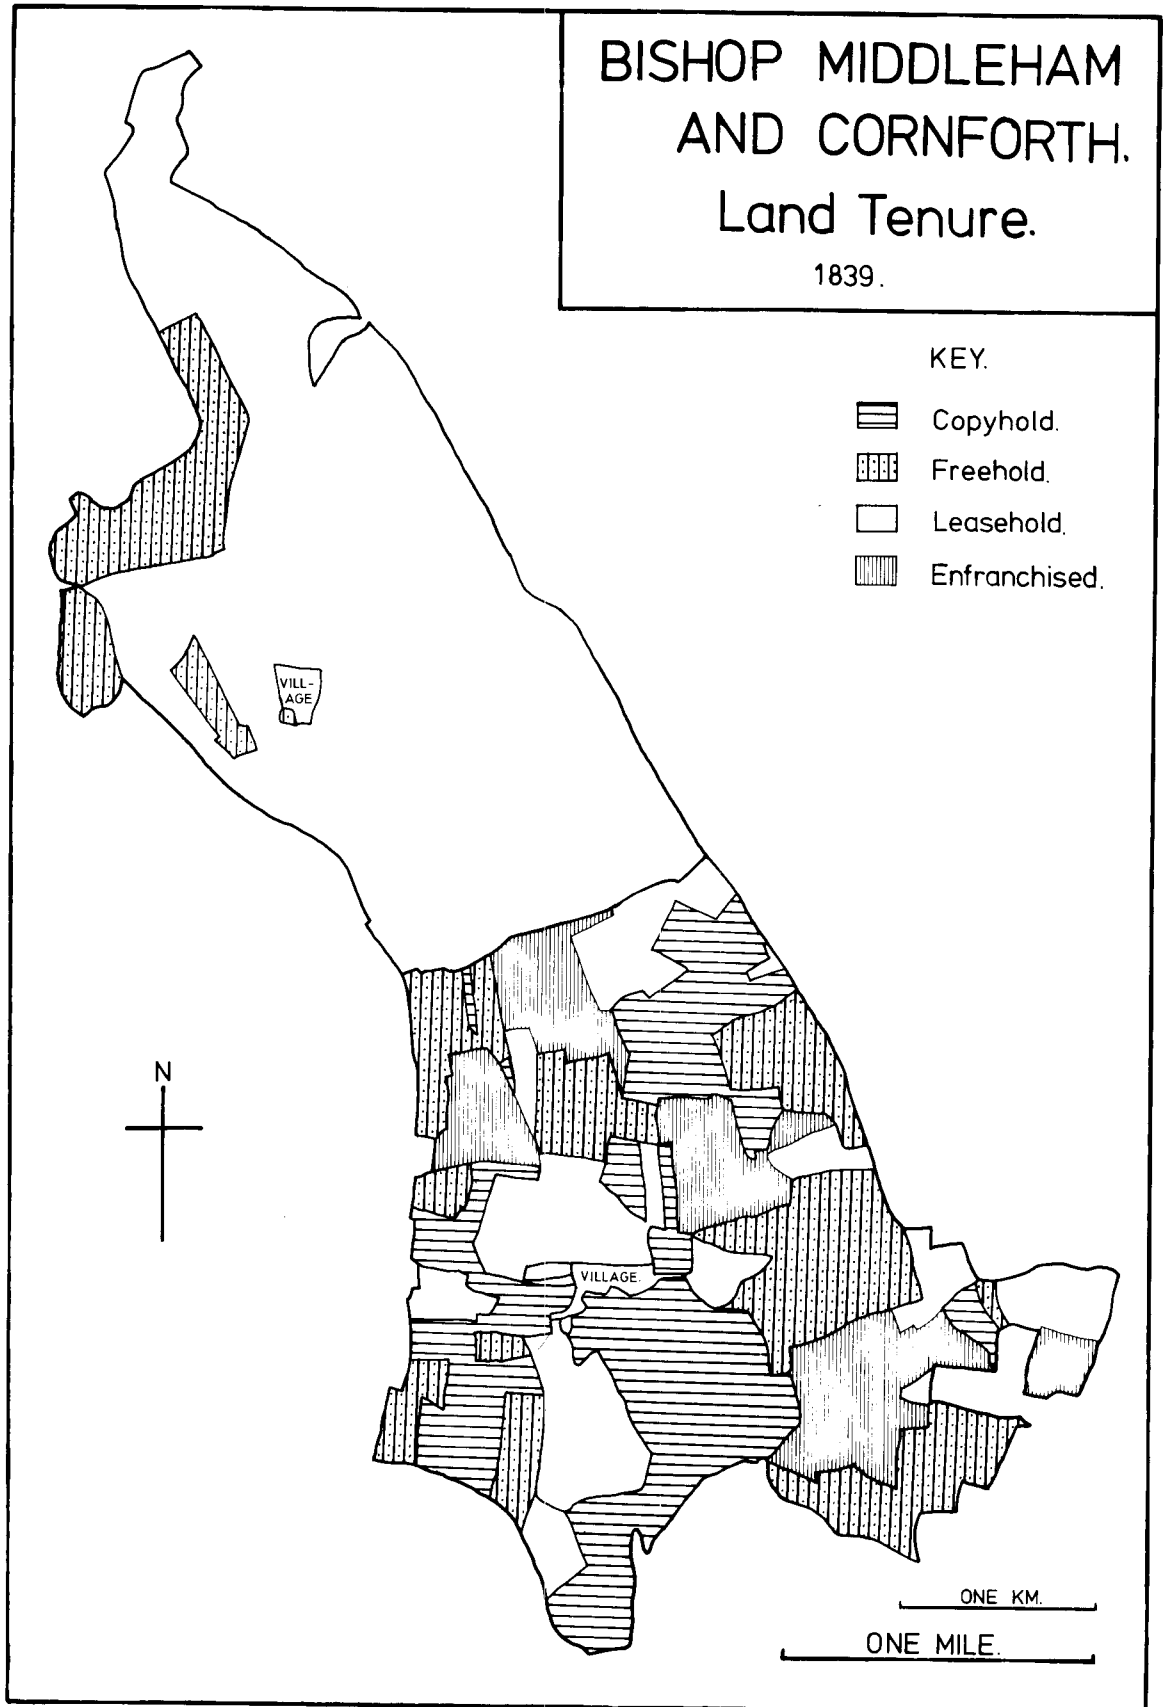 BISHOP MIDDLEHAM
AND CORNFORTH.
Land Tenure.
1839.
KEY.
Copyhold.
Freehold.
Leasehold.
Enfranchised.
VILL-
AGE
N
VILLAGE.
ONE KM.
ONE MILE.